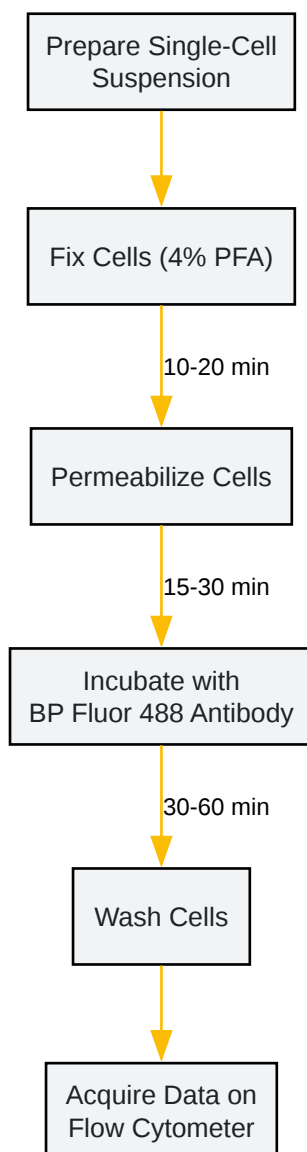 Prepare Single-Cell
Suspension
Fix Cells (4% PFA)
10-20 min
Permeabilize Cells
15-30 min
Incubate with
BP Fluor 488 Antibody
30-60 min
Wash Cells
Acquire Data on
Flow Cytometer